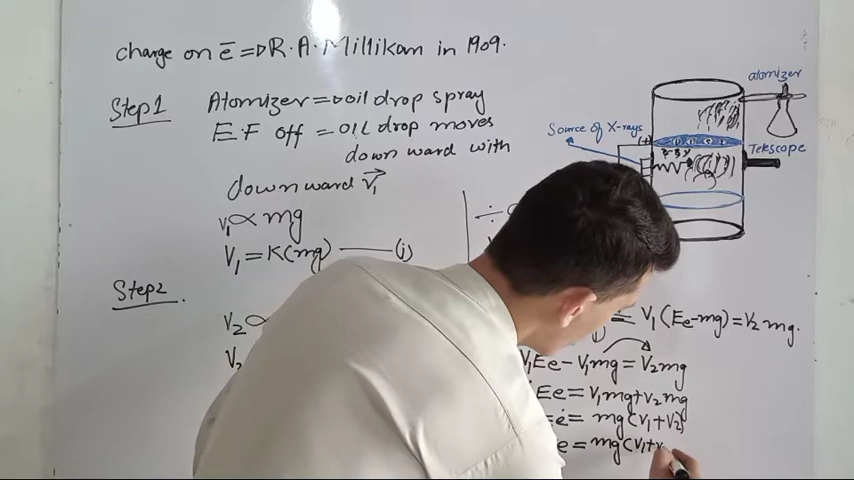 charge on ē =▷ R.A. Millikan in 1909.
Step1 Atomizer=▷oil drop spray
E.F off = OIL drop moves
down ward with
down ward v₁⃗
v₁ ∝ mg
V₁ = K(mg) ——— (i)
Step2
V₂ ∝
V₂
÷
atomizer
Source of X-rays
(+)
Telescope
= V₁(Ee-mg) = V₂ mg.
V₁Ee - V₁mg = V₂mg
Ee = V₁mg + V₂mg
e = mg(V₁+V₂)
e = mg(V₁+v